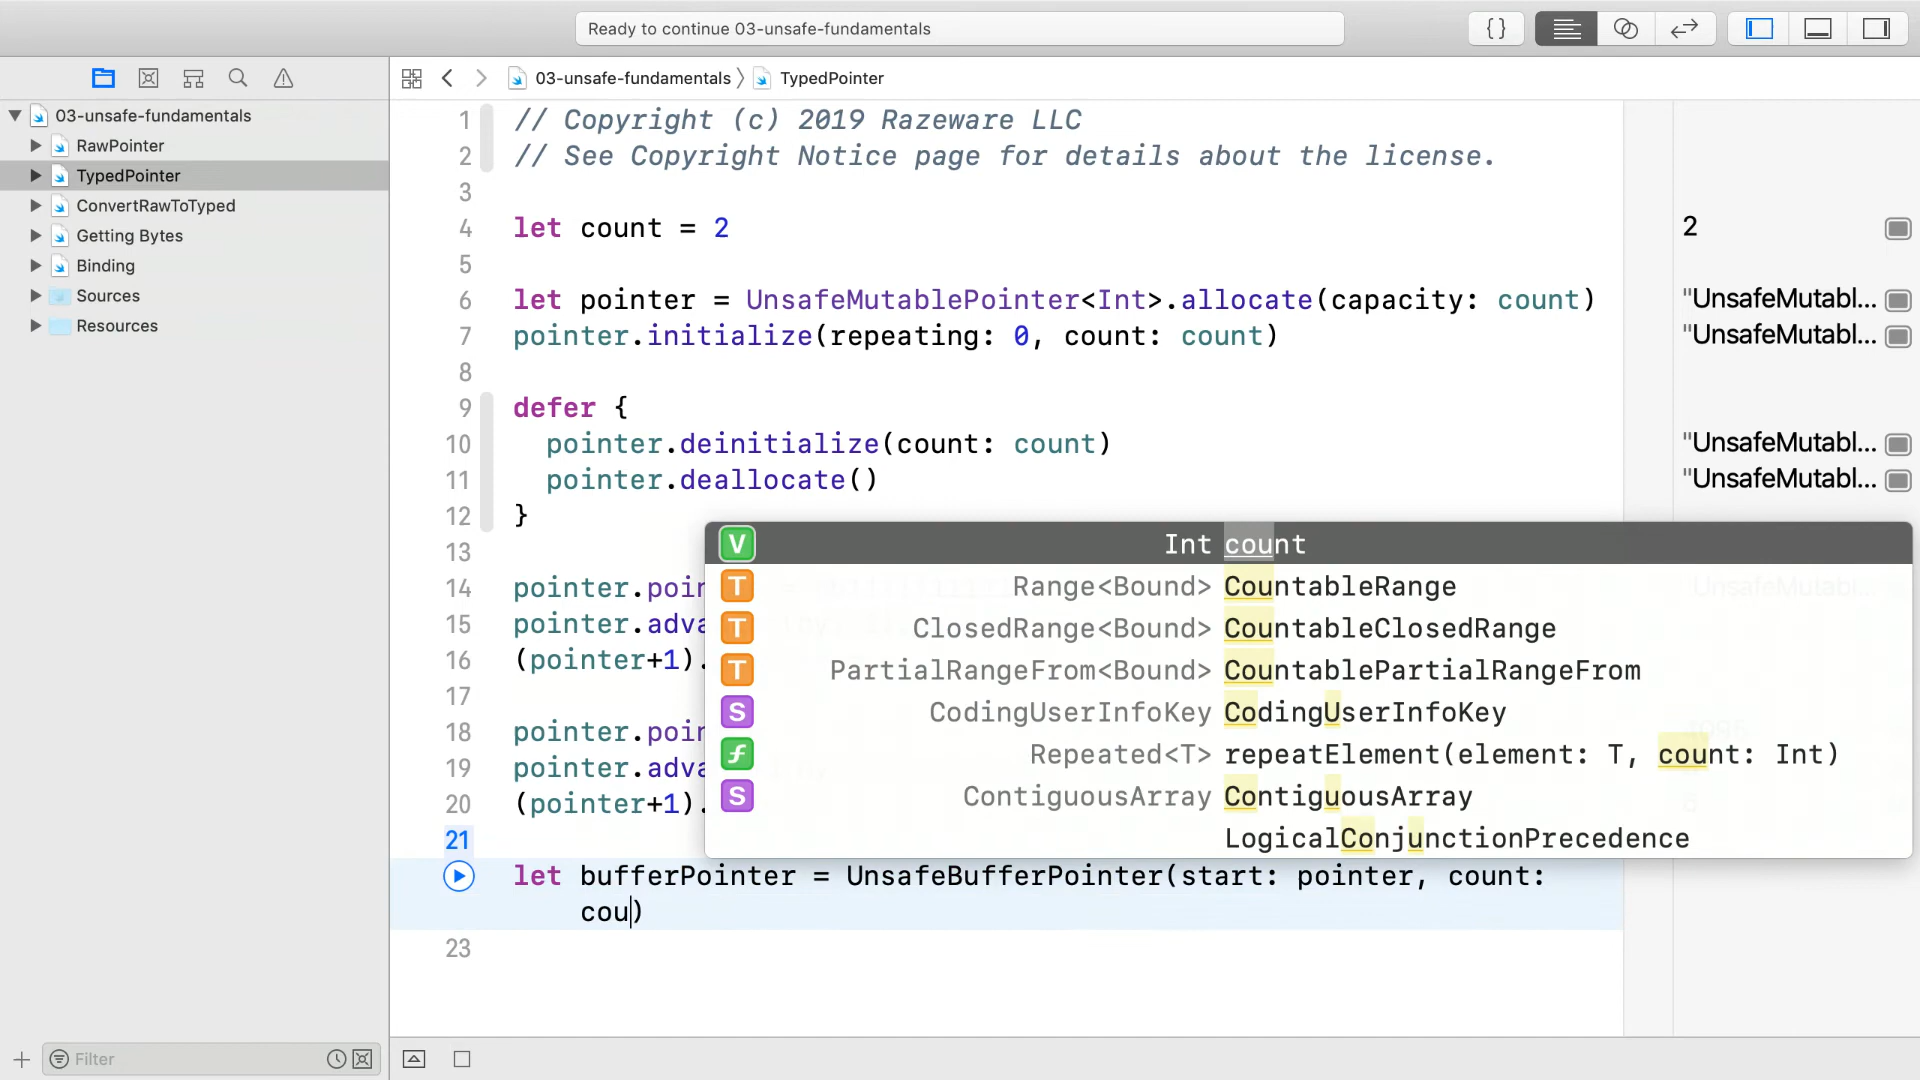 Ready to continue 03-unsafe-fundamentals
{ }
03-unsafe-fundamentals
RawPointer
TypedPointer
ConvertRawToTyped
Getting Bytes
Binding
Sources
Resources
Filter
03-unsafe-fundamentals 〉 TypedPointer
1 // Copyright (c) 2019 Razeware LLC
2 // See Copyright Notice page for details about the license.
3
4 let count = 2
5
6 let pointer = UnsafeMutablePointer<Int>.allocate(capacity: count)
7 pointer.initialize(repeating: 0, count: count)
8
9 defer {
10 pointer.deinitialize(count: count)
11 pointer.deallocate()
12 }
13
14 pointer.poin
15 pointer.adva
16 (pointer+1).
17
18 pointer.poin
19 pointer.adva
20 (pointer+1).
21
let bufferPointer = UnsafeBufferPointer(start: pointer, count:
cou)
23
V Int count
T Range<Bound> CountableRange
T ClosedRange<Bound> CountableClosedRange
T PartialRangeFrom<Bound> CountablePartialRangeFrom
S CodingUserInfoKey CodingUserInfoKey
f Repeated<T> repeatElement(element: T, count: Int)
S ContiguousArray ContiguousArray
LogicalConjunctionPrecedence
2
"UnsafeMutabl...
"UnsafeMutabl...
"UnsafeMutabl...
"UnsafeMutabl...